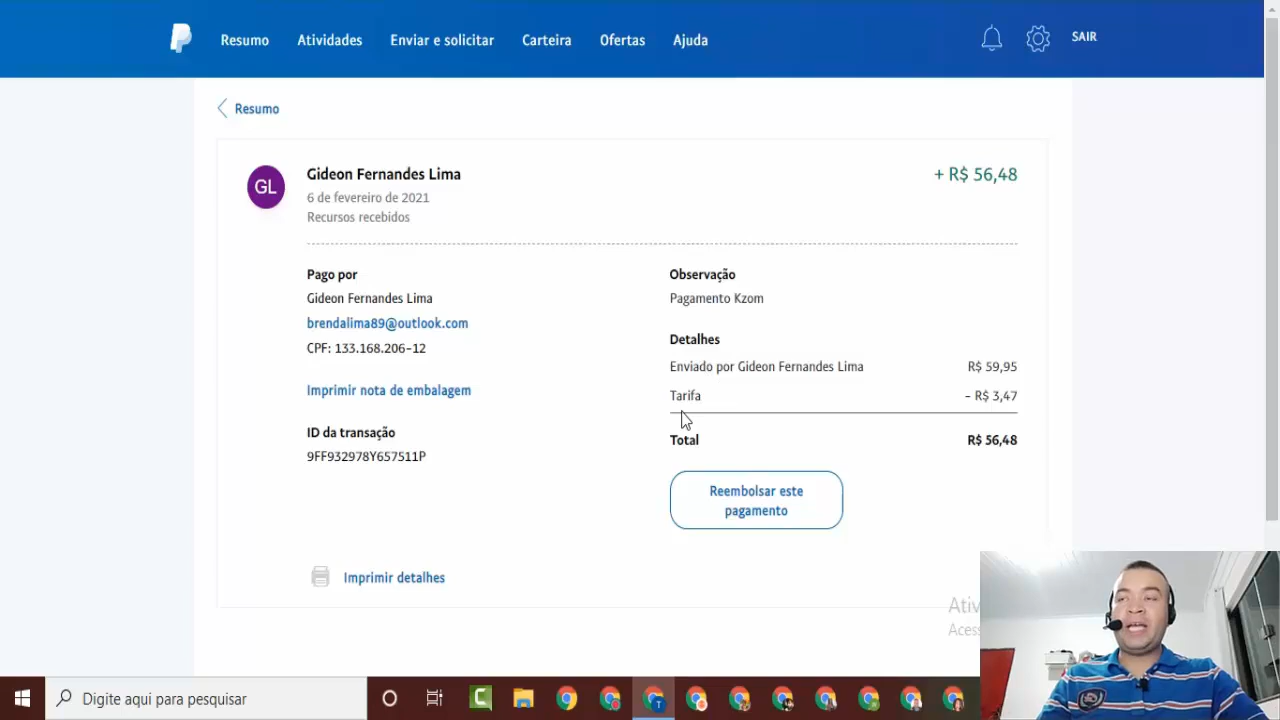 Resumo Atividades Enviar e solicitar Carteira Ofertas Ajuda SAIR
Resumo
GL
Gideon Fernandes Lima + R$ 56,48
6 de fevereiro de 2021
Recursos recebidos
Pago por
Gideon Fernandes Lima
brendalima89@outlook.com
CPF: 133.168.206-12
Imprimir nota de embalagem
ID da transação
9FF932978Y657511P
Observação
Pagamento Kzom
Detalhes
Enviado por Gideon Fernandes Lima R$ 59,95
Tarifa - R$ 3,47
Total R$ 56,48
Reembolsar este
pagamento
Imprimir detalhes
Ativ
Aces
Digite aqui para pesquisar